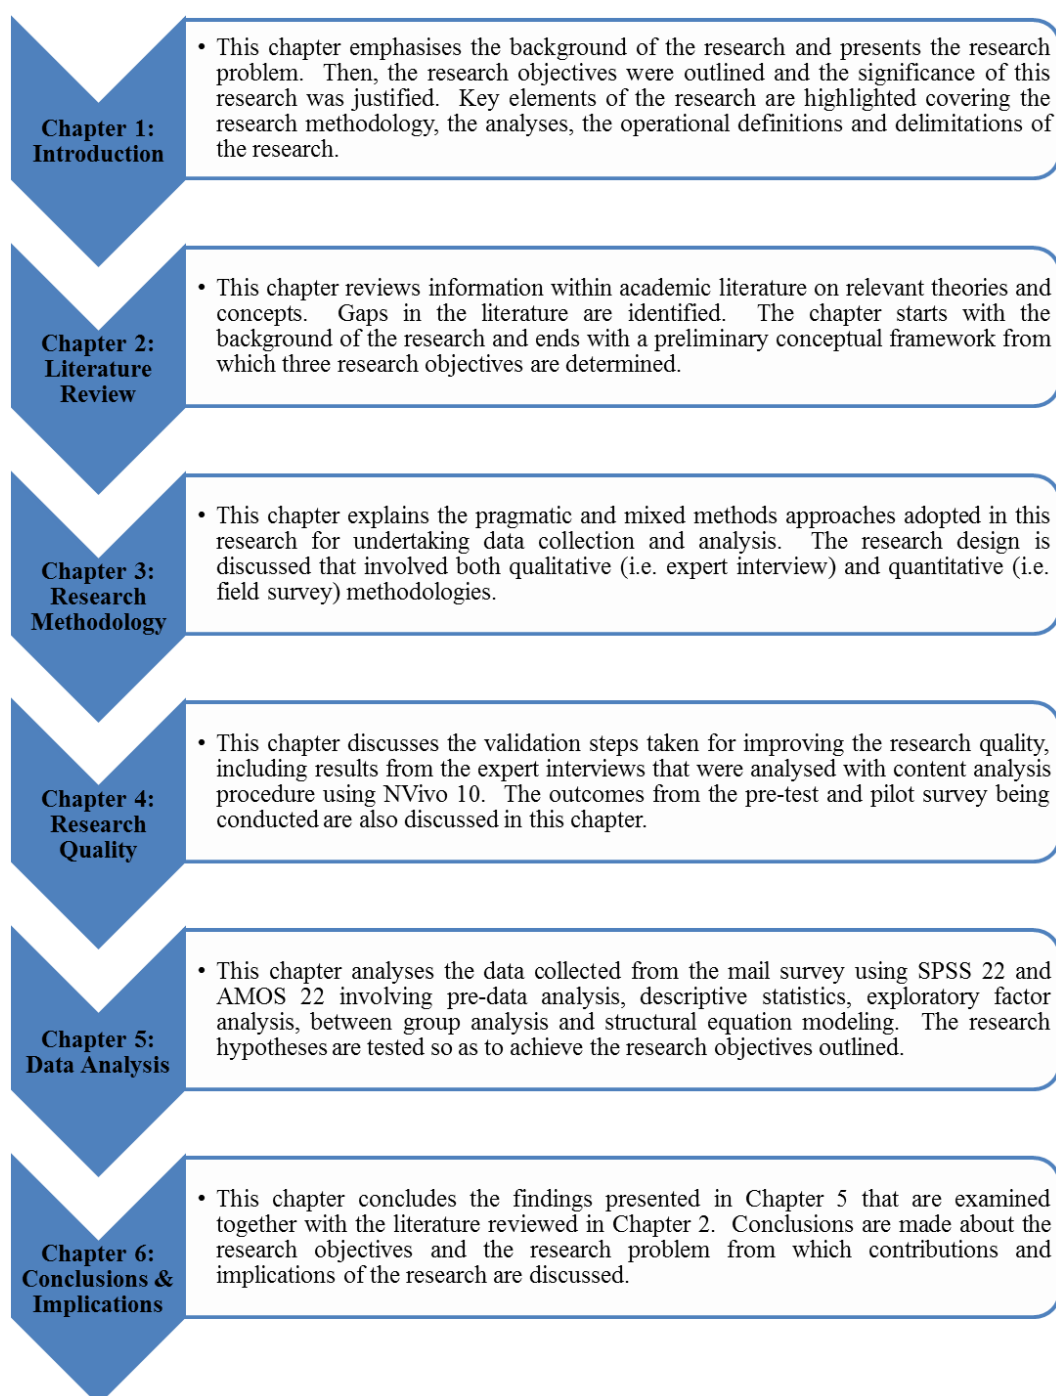 Chapter 1:
Introduction
• This chapter emphasises the background of the research and presents the research
problem. Then, the research objectives were outlined and the significance of this
research was justified. Key elements of the research are highlighted covering the
research methodology, the analyses, the operational definitions and delimitations of
the research.
Chapter 2:
Literature
Review
• This chapter reviews information within academic literature on relevant theories and
concepts. Gaps in the literature are identified. The chapter starts with the
background of the research and ends with a preliminary conceptual framework from
which three research objectives are determined.
Chapter 3:
Research
Methodology
• This chapter explains the pragmatic and mixed methods approaches adopted in this
research for undertaking data collection and analysis. The research design is
discussed that involved both qualitative (i.e. expert interview) and quantitative (i.e.
field survey) methodologies.
Chapter 4:
Research
Quality
• This chapter discusses the validation steps taken for improving the research quality,
including results from the expert interviews that were analysed with content analysis
procedure using NVivo 10. The outcomes from the pre-test and pilot survey being
conducted are also discussed in this chapter.
Chapter 5:
Data Analysis
• This chapter analyses the data collected from the mail survey using SPSS 22 and
AMOS 22 involving pre-data analysis, descriptive statistics, exploratory factor
analysis, between group analysis and structural equation modeling. The research
hypotheses are tested so as to achieve the research objectives outlined.
Chapter 6:
Conclusions &
Implications
• This chapter concludes the findings presented in Chapter 5 that are examined
together with the literature reviewed in Chapter 2. Conclusions are made about the
research objectives and the research problem from which contributions and
implications of the research are discussed.